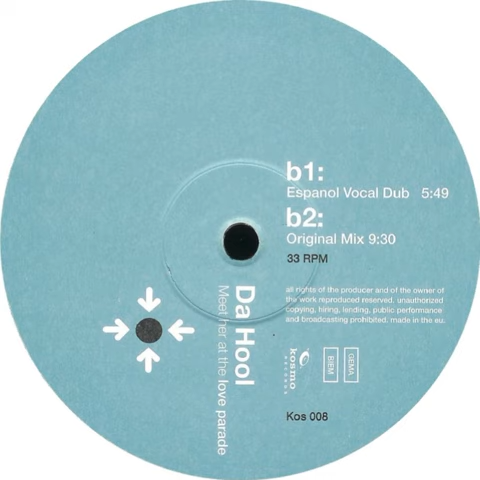 b1:
Espanol Vocal Dub 5:49
b2:
Original Mix 9:30
33 RPM
all rights of the producer and of the owner of
the work reproduced reserved. unauthorized
copying, hiring, lending, public performance
and broadcasting prohibited. made in the eu.
Da Hool
Meet her at the love parade
kosmo
RECORDS
GEMA
BIEM
Kos 008